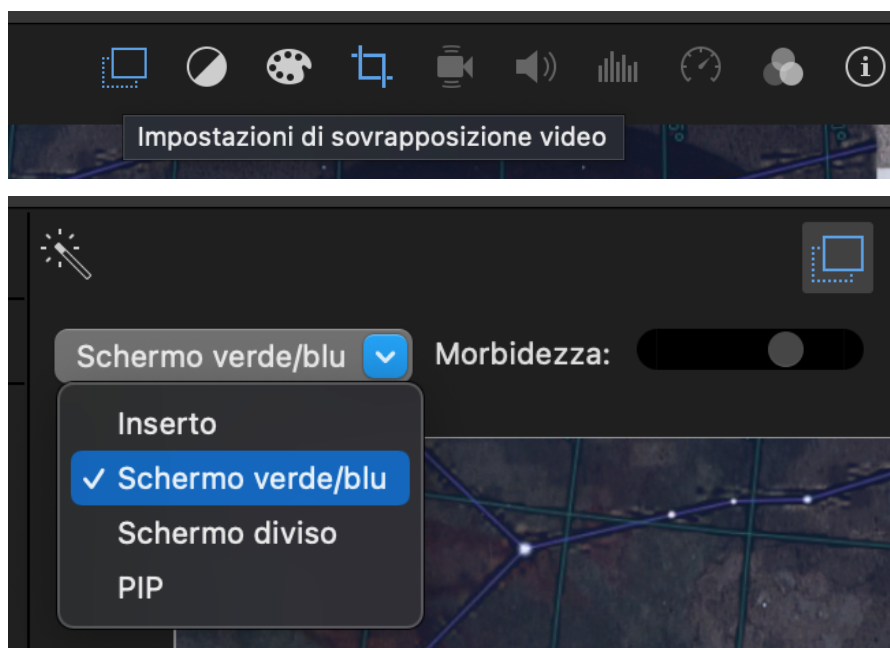 Impostazioni di sovrapposizione video
Schermo verde/blu
Morbidezza:
Inserto
✓ Schermo verde/blu
Schermo diviso
PIP